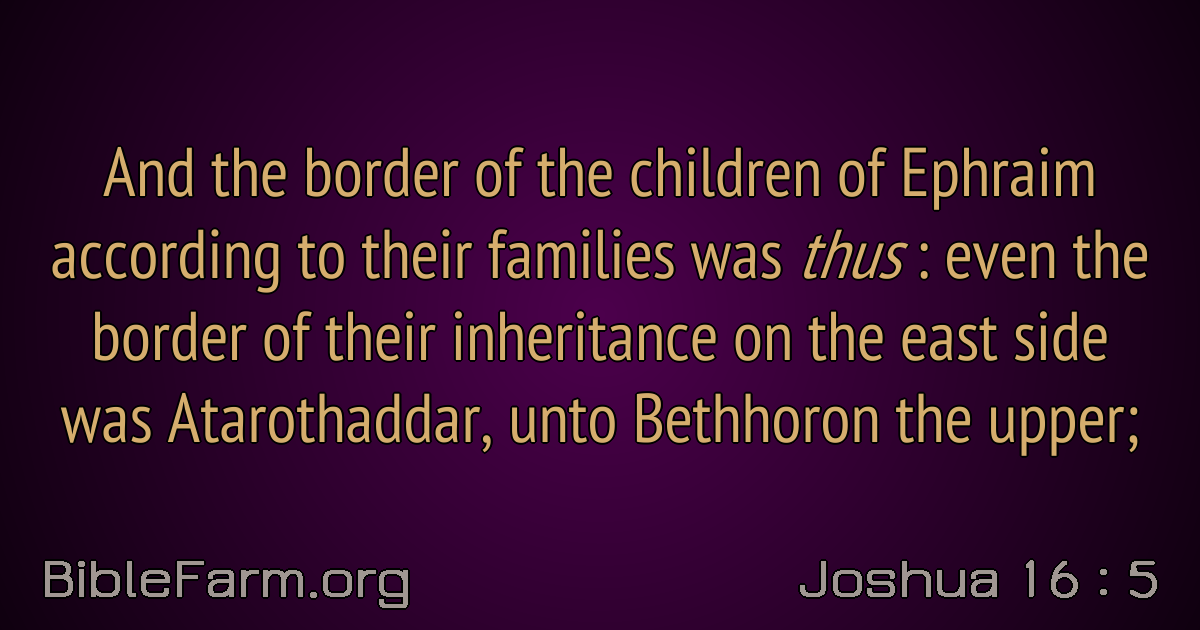 And the border of the children of Ephraim
according to their families was thus : even the
border of their inheritance on the east side
was Atarothaddar, unto Bethhoron the upper;
BibleFarm.org
Joshua 16 : 5